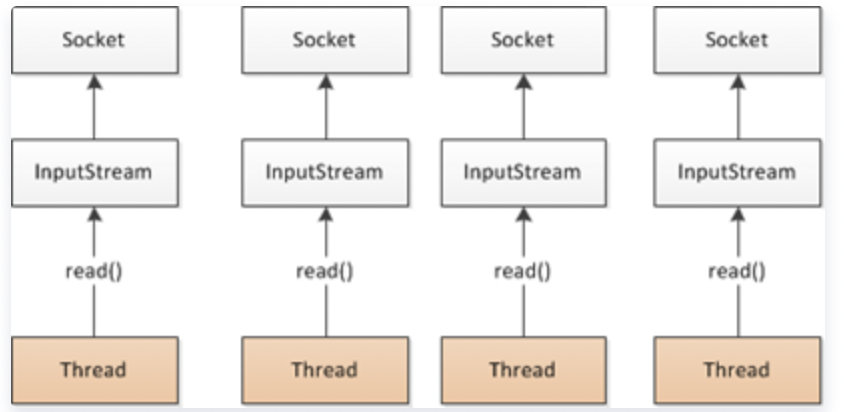 Socket Socket Socket Socket
InputStream InputStream InputStream InputStream
read() read() read() read()
Thread Thread Thread Thread